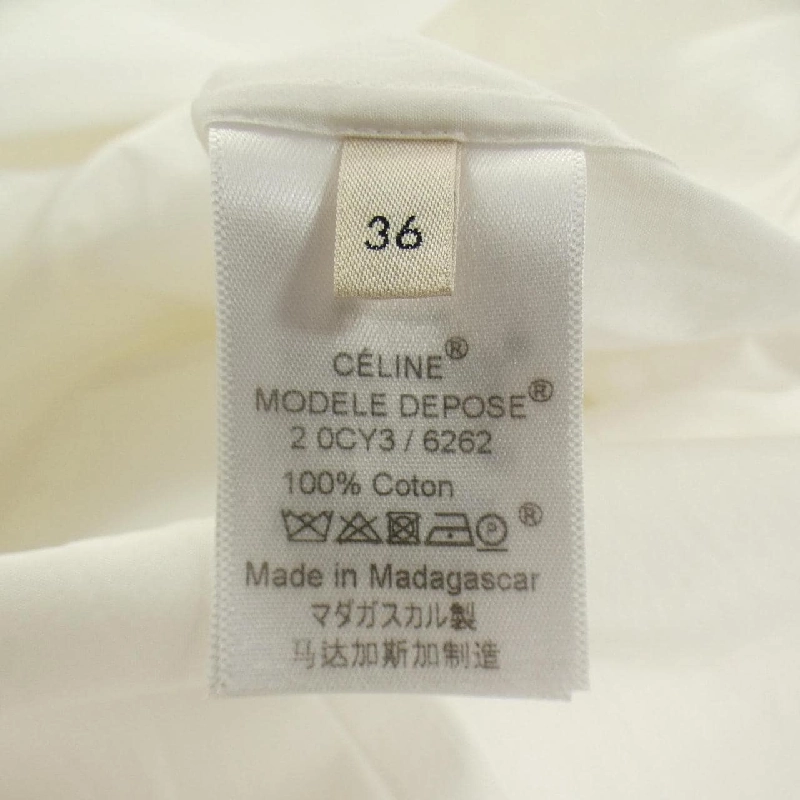 36
CÉLINE®
MODELE DEPOSE®
2 0CY3 / 6262
100% Coton
P ®
Made in Madagascar
マダガスカル製
马达加斯加制造